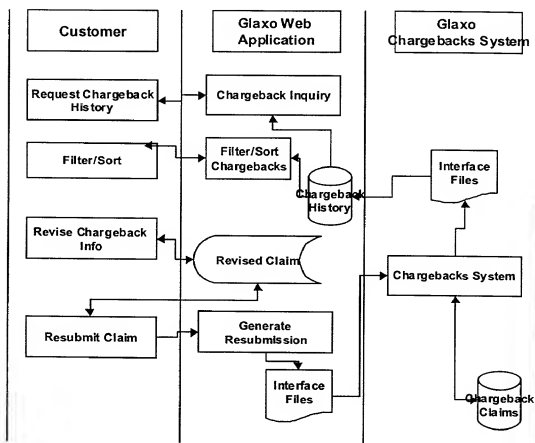 Customer
Glaxo Web
Application
Glaxo
Chargebacks System
Request Chargeback
History
Chargeback Inquiry
Filter/Sort
Filter/Sort
Chargebacks
Chargeback
History
Interface
Files
Revise Chargeback
Info
Revised Claim
Chargebacks System
Resubmit Claim
Generate
Resubmission
Interface
Files
Chargeback
Claims